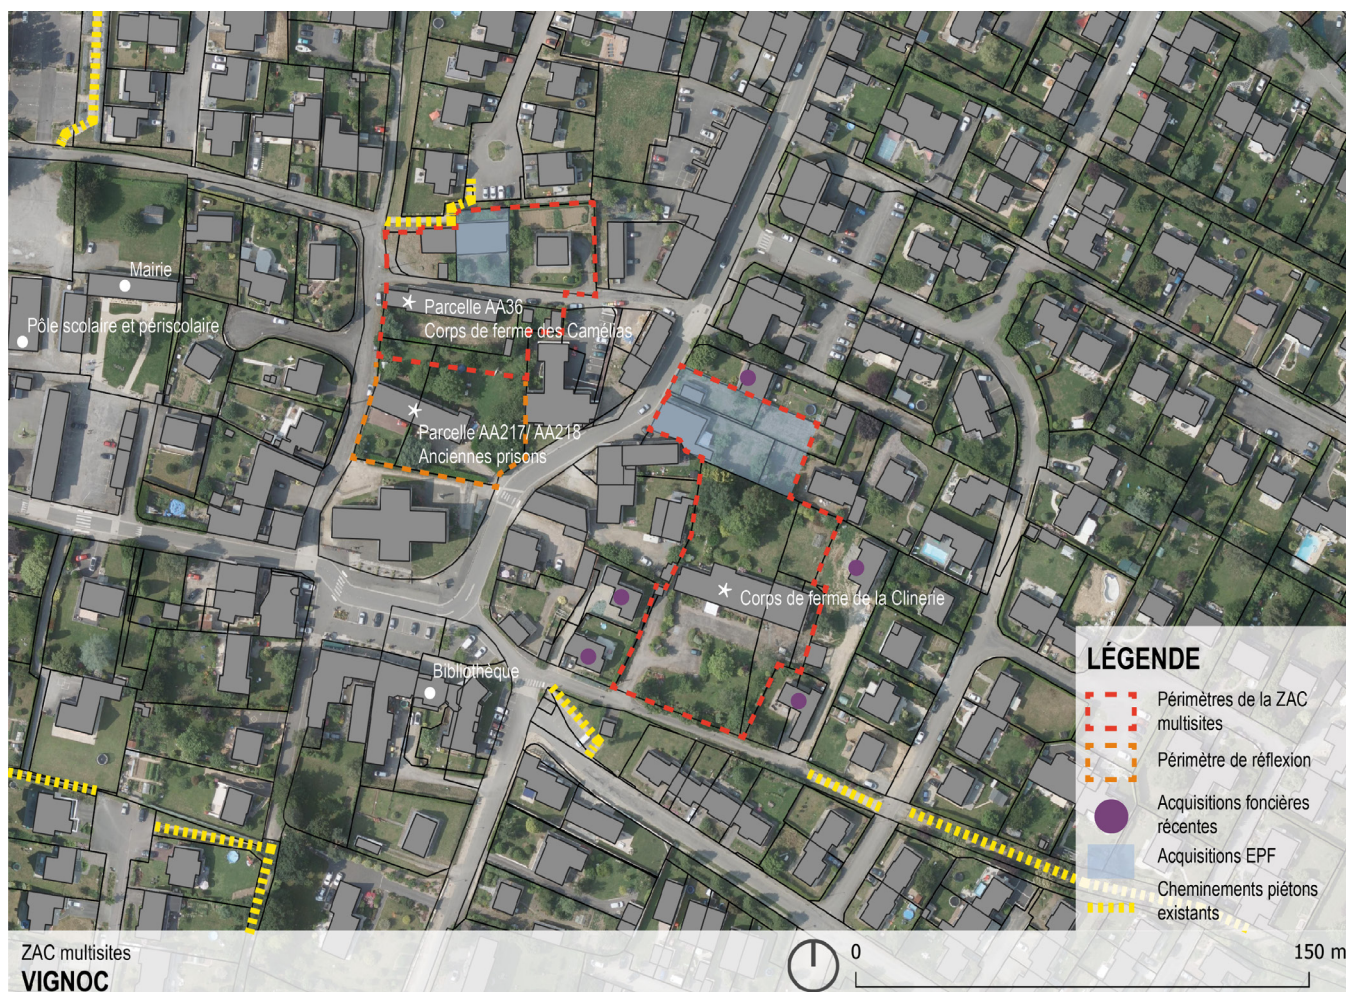 Mairie
Pôle scolaire et périscolaire
Parcelle AA36
Corps de ferme des Camélias
Parcelle AA217/ AA218
Anciennes prisons
Corps de ferme de la Clinerie
Bibliothèque
LÉGENDE
Périmètres de la ZAC
multisites
Périmètre de réflexion
Acquisitions foncières
récentes
Acquisitions EPF
Cheminements piétons
existants
ZAC multisites
VIGNOC
0
150 m